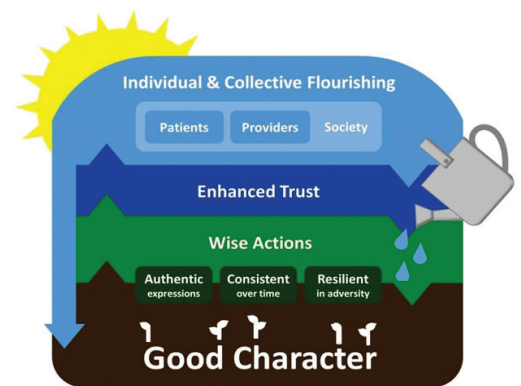 Individual & Collective Flourishing
Patients Providers Society
Enhanced Trust
Wise Actions
Authentic Consistent Resilient
expressions over time in adversity
Good Character